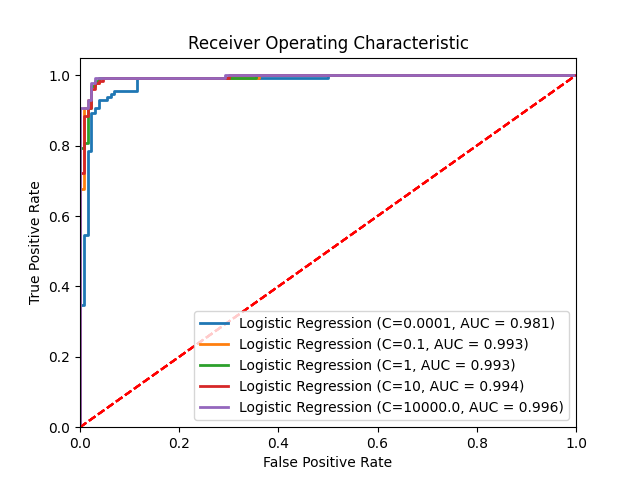 Receiver Operating Characteristic
True Positive Rate
1.0
0.8
0.6
0.4
0.2
0.0
Logistic Regression (C=0.0001, AUC = 0.981)
Logistic Regression (C=0.1, AUC = 0.993)
Logistic Regression (C=1, AUC = 0.993)
Logistic Regression (C=10, AUC = 0.994)
Logistic Regression (C=10000.0, AUC = 0.996)
0.0 0.2 0.4 0.6 0.8 1.0
False Positive Rate